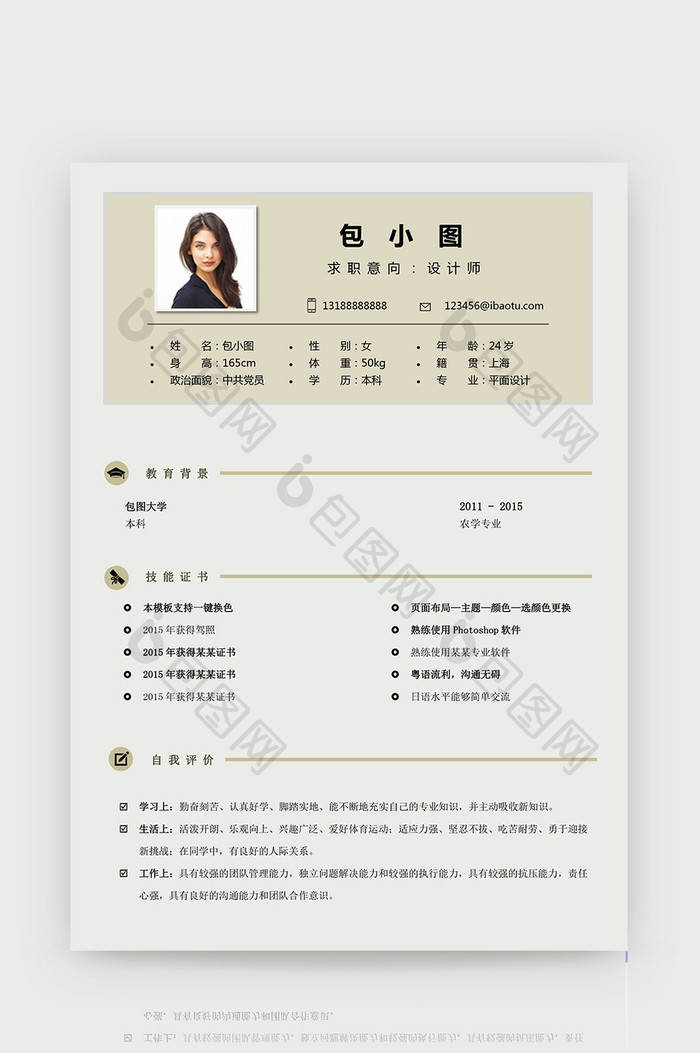 包小图
求职意向：设计师
13188888888 123456@ibaotu.com
姓 名：包小图 性 别：女 年 龄：24岁
身 高：165cm 体 重：50kg 籍 贯：上海
政治面貌：中共党员 学 历：本科 专 业：平面设计
教育背景
包图大学 2011 - 2015
本科 农学专业
技能证书
本模板支持一键换色 页面布局—主题—颜色—选颜色更换
2015年获得驾照 熟练使用 Photoshop 软件
2015年获得某某证书 熟练使用某某专业软件
2015年获得某某证书 粤语流利，沟通无碍
2015年获得某某证书 日语水平能够简单交流
自我评价
学习上：勤奋刻苦、认真好学、脚踏实地、能不断地充实自己的专业知识，并主动吸收新知识。
生活上：活泼开朗、乐观向上、兴趣广泛、爱好体育运动；适应力强、坚忍不拔、吃苦耐劳、勇于迎接
新挑战；在同学中，有良好的人际关系。
工作上：具有较强的团队管理能力，独立问题解决能力和较强的执行能力，具有较强的抗压能力，责任
心强，具有良好的沟通能力和团队合作意识。
包图网
包图网
包图网
包图网
包图网